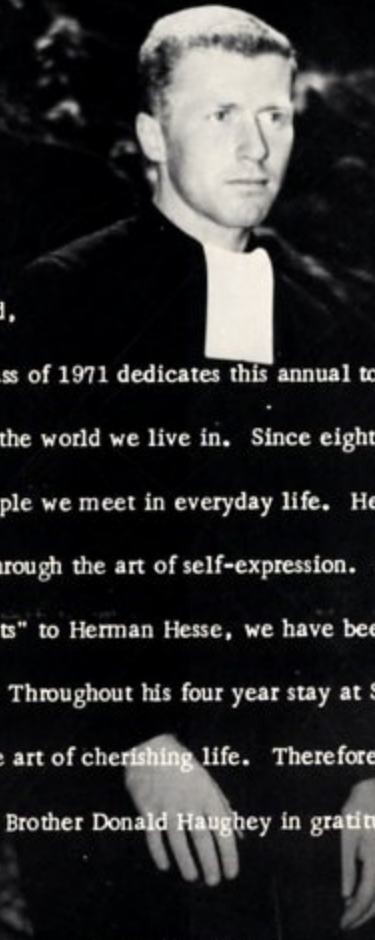 d,
ss of 1971 dedicates this annual to
the world we live in. Since eight
ple we meet in everyday life. He
rough the art of self-expression.
ts" to Herman Hesse, we have bee
Throughout his four year stay at S
e art of cherishing life. Therefore
Brother Donald Haughey in gratitu